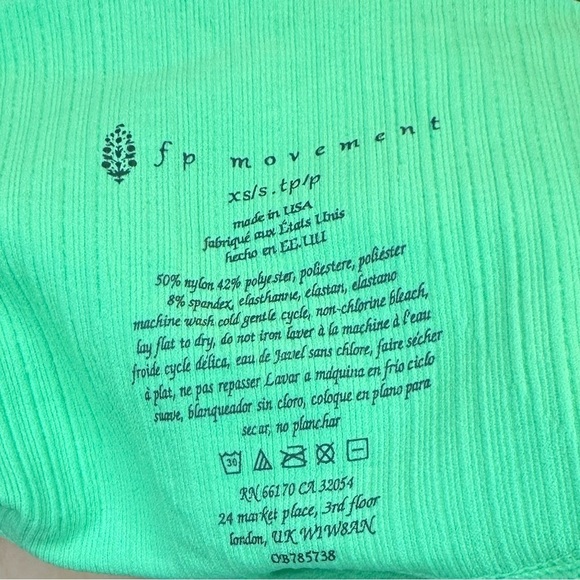 fp movement
xs/s.tp/p
made in USA
fabriqué aux États Unis
hecho en EE.UU
50% nylon 42% polyester, poliestere, poliéster
8% spandex, elasthanne, elastan, elastano
machine wash cold gentle cycle, non-chlorine bleach,
lay flat to dry, do not iron laver à la machine à l'eau
froide cycle délica, eau de Javel sans chlore, faire sécher
à plat, ne pas repasser Lavar a máquina en frío ciclo
suave, blanqueador sin cloro, coloque en plano para
secar, no planchar
30
RN 66170 CA 32054
24 market place, 3rd floor
london, UK W1W8AN
OB785738